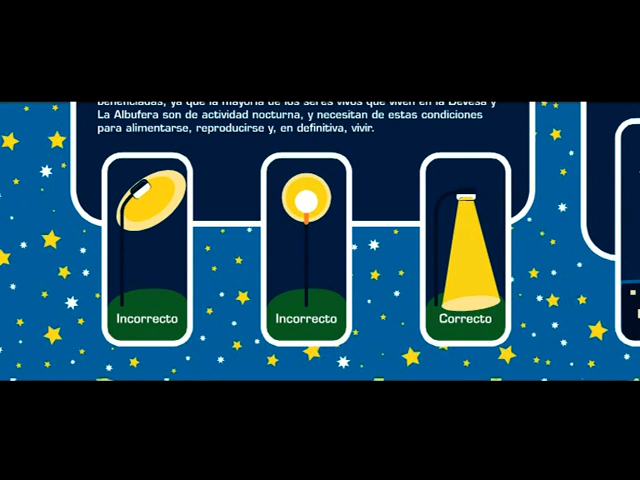 beneficiadas, ya que la mayoría de los seres vivos que viven en la Devesa y
La Albufera son de actividad nocturna, y necesitan de estas condiciones
para alimentarse, reproducirse y, en definitiva, vivir.
Incorrecto
Incorrecto
Correcto